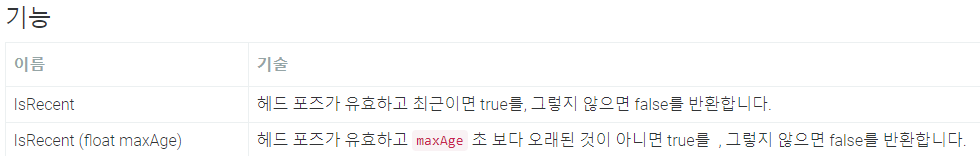 기능
이름 기술
IsRecent 헤드 포즈가 유효하고 최근이면 true를, 그렇지 않으면 false를 반환합니다.
IsRecent (float maxAge) 헤드 포즈가 유효하고 maxAge 초 보다 오래된 것이 아니면 true를 , 그렇지 않으면 false를 반환합니다.